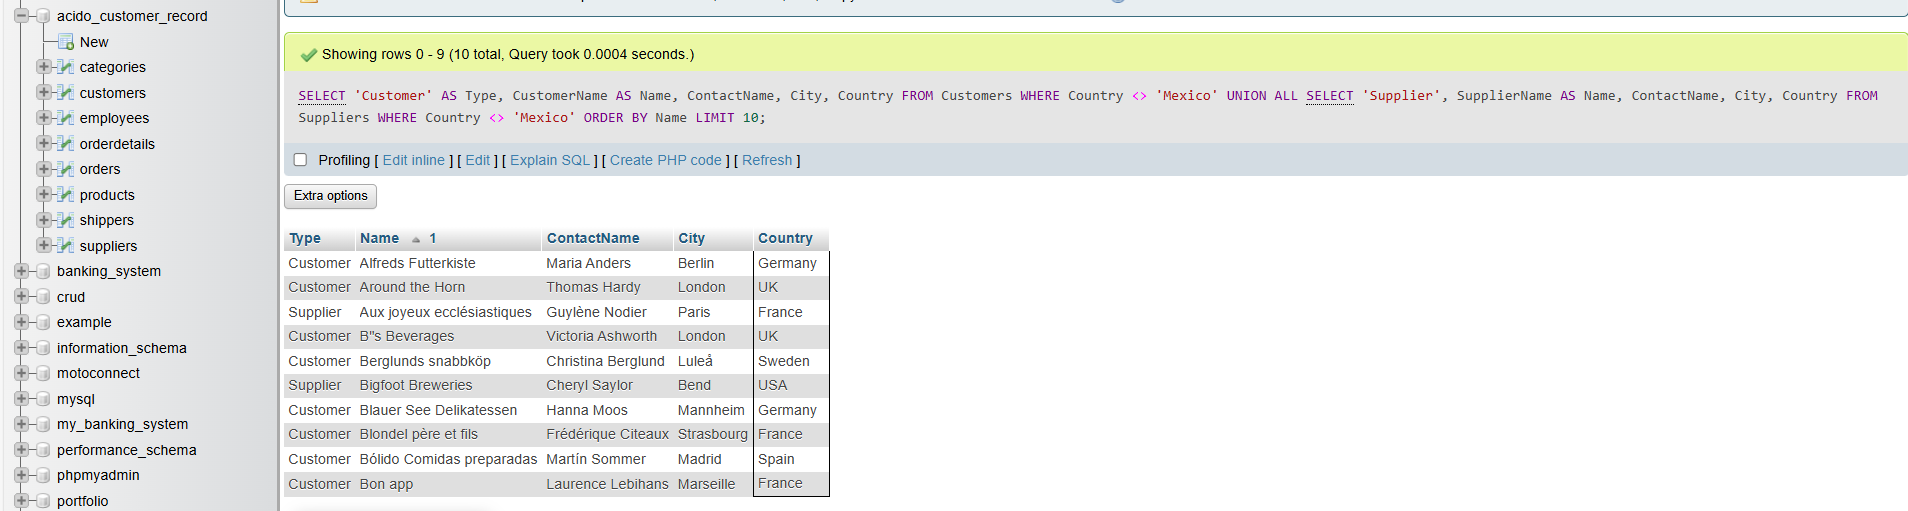 acido_customer_record
New
categories
customers
employees
orderdetails
orders
products
shippers
suppliers
banking_system
crud
example
information_schema
motoconnect
mysql
my_banking_system
performance_schema
phpmyadmin
portfolio
Showing rows 0 - 9 (10 total, Query took 0.0004 seconds.)
SELECT 'Customer' AS Type, CustomerName AS Name, ContactName, City, Country FROM Customers WHERE Country <> 'Mexico' UNION ALL SELECT 'Supplier', SupplierName AS Name, ContactName, City, Country FROM
Suppliers WHERE Country <> 'Mexico' ORDER BY Name LIMIT 10;
Profiling [ Edit inline ] [ Edit ] [ Explain SQL ] [ Create PHP code ] [ Refresh ]
Extra options
Type Name 1 ContactName City Country
Customer Alfreds Futterkiste Maria Anders Berlin Germany
Customer Around the Horn Thomas Hardy London UK
Supplier Aux joyeux ecclésiastiques Guylène Nodier Paris France
Customer B''s Beverages Victoria Ashworth London UK
Customer Berglunds snabbköp Christina Berglund Luleå Sweden
Supplier Bigfoot Breweries Cheryl Saylor Bend USA
Customer Blauer See Delikatessen Hanna Moos Mannheim Germany
Customer Blondel père et fils Frédérique Citeaux Strasbourg France
Customer Bólido Comidas preparadas Martín Sommer Madrid Spain
Customer Bon app Laurence Lebihans Marseille France